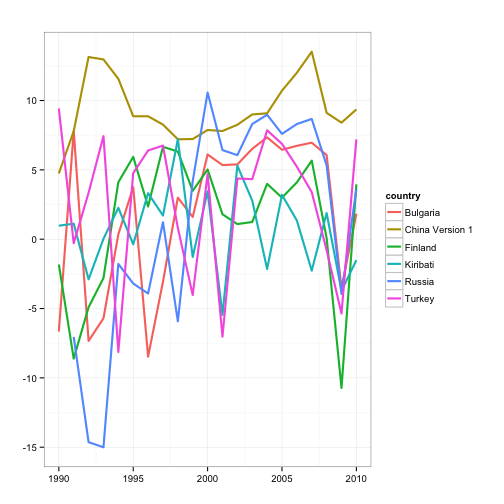 10
5
0
-5
-10
-15
1990 1995 2000 2005 2010
country
Bulgaria
China Version 1
Finland
Kiribati
Russia
Turkey